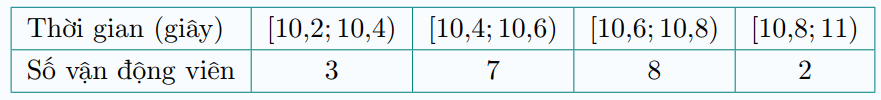 Thời gian (giây) [10,2; 10,4) [10,4; 10,6) [10,6; 10,8) [10,8; 11)
Số vận động viên 3 7 8 2